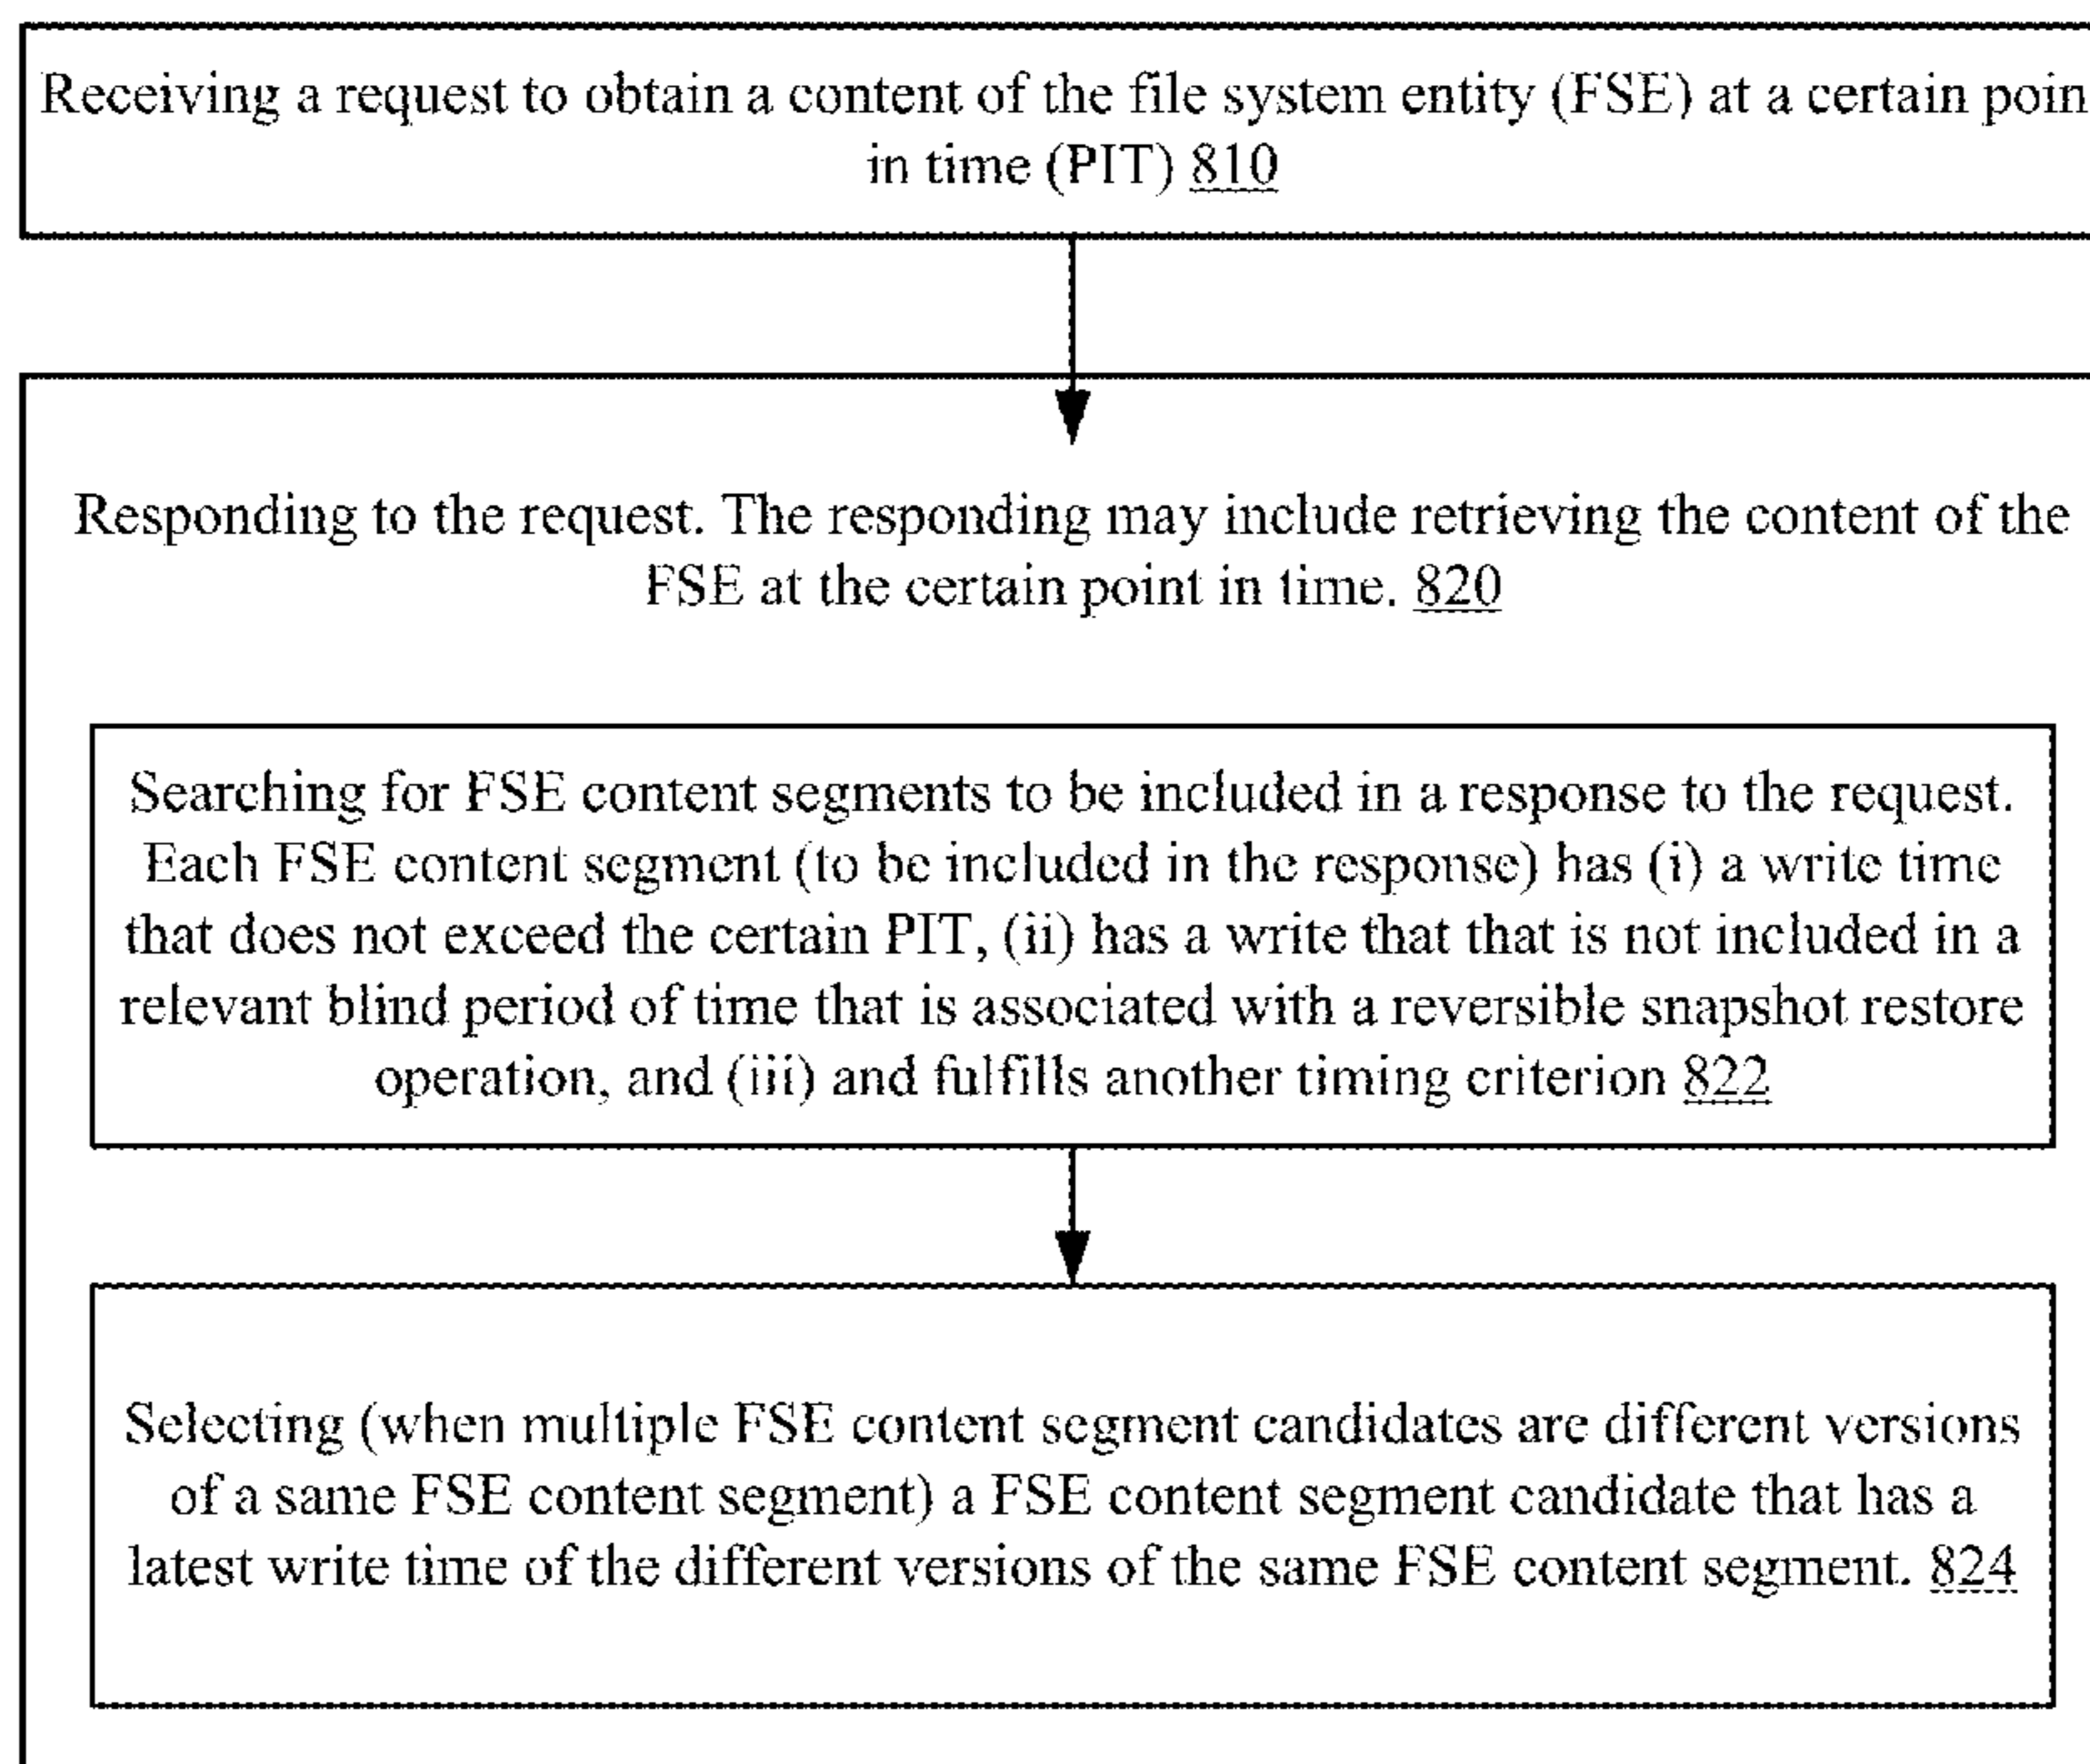 Receiving a request to obtain a content of the file system entity (FSE) at a certain poin
in time (PIT) 810
Responding to the request. The responding may include retrieving the content of the
FSE at the certain point in time. 820
Searching for FSE content segments to be included in a response to the request.
Each FSE content segment (to be included in the response) has (i) a write time
that does not exceed the certain PIT, (ii) has a write that that is not included in a
relevant blind period of time that is associated with a reversible snapshot restore
operation, and (iii) and fulfills another timing criterion 822
Selecting (when multiple FSE content segment candidates are different versions
of a same FSE content segment) a FSE content segment candidate that has a
latest write time of the different versions of the same FSE content segment. 824